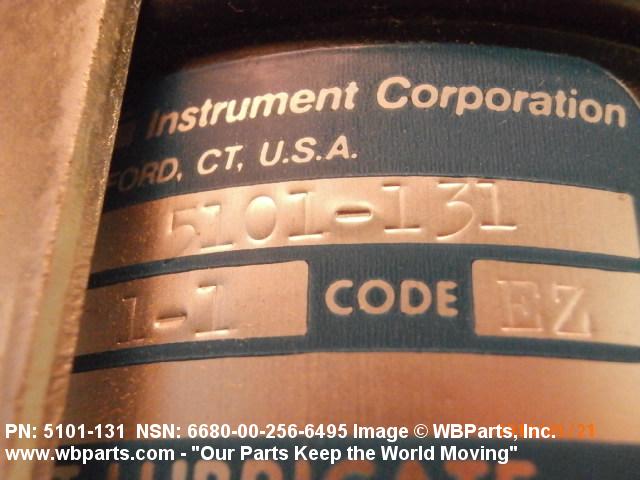 Instrument Corporation
FORD, CT, U.S.A.
5101-131
1-1 CODE EZ
PN: 5101-131 NSN: 6680-00-256-6495 Image © WBParts, Inc.
www.wbparts.com - "Our Parts Keep the World Moving"
LUBRICATE